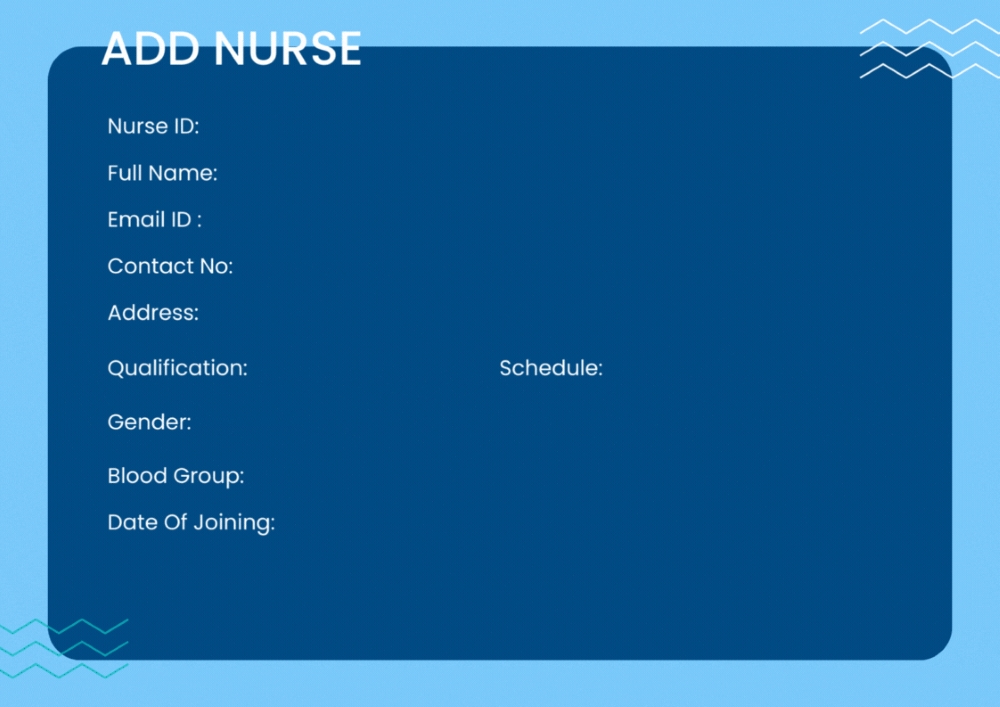 ADD NURSE
Nurse ID:
Full Name:
Email ID :
Contact No:
Address:
Qualification: Schedule:
Gender:
Blood Group:
Date Of Joining: